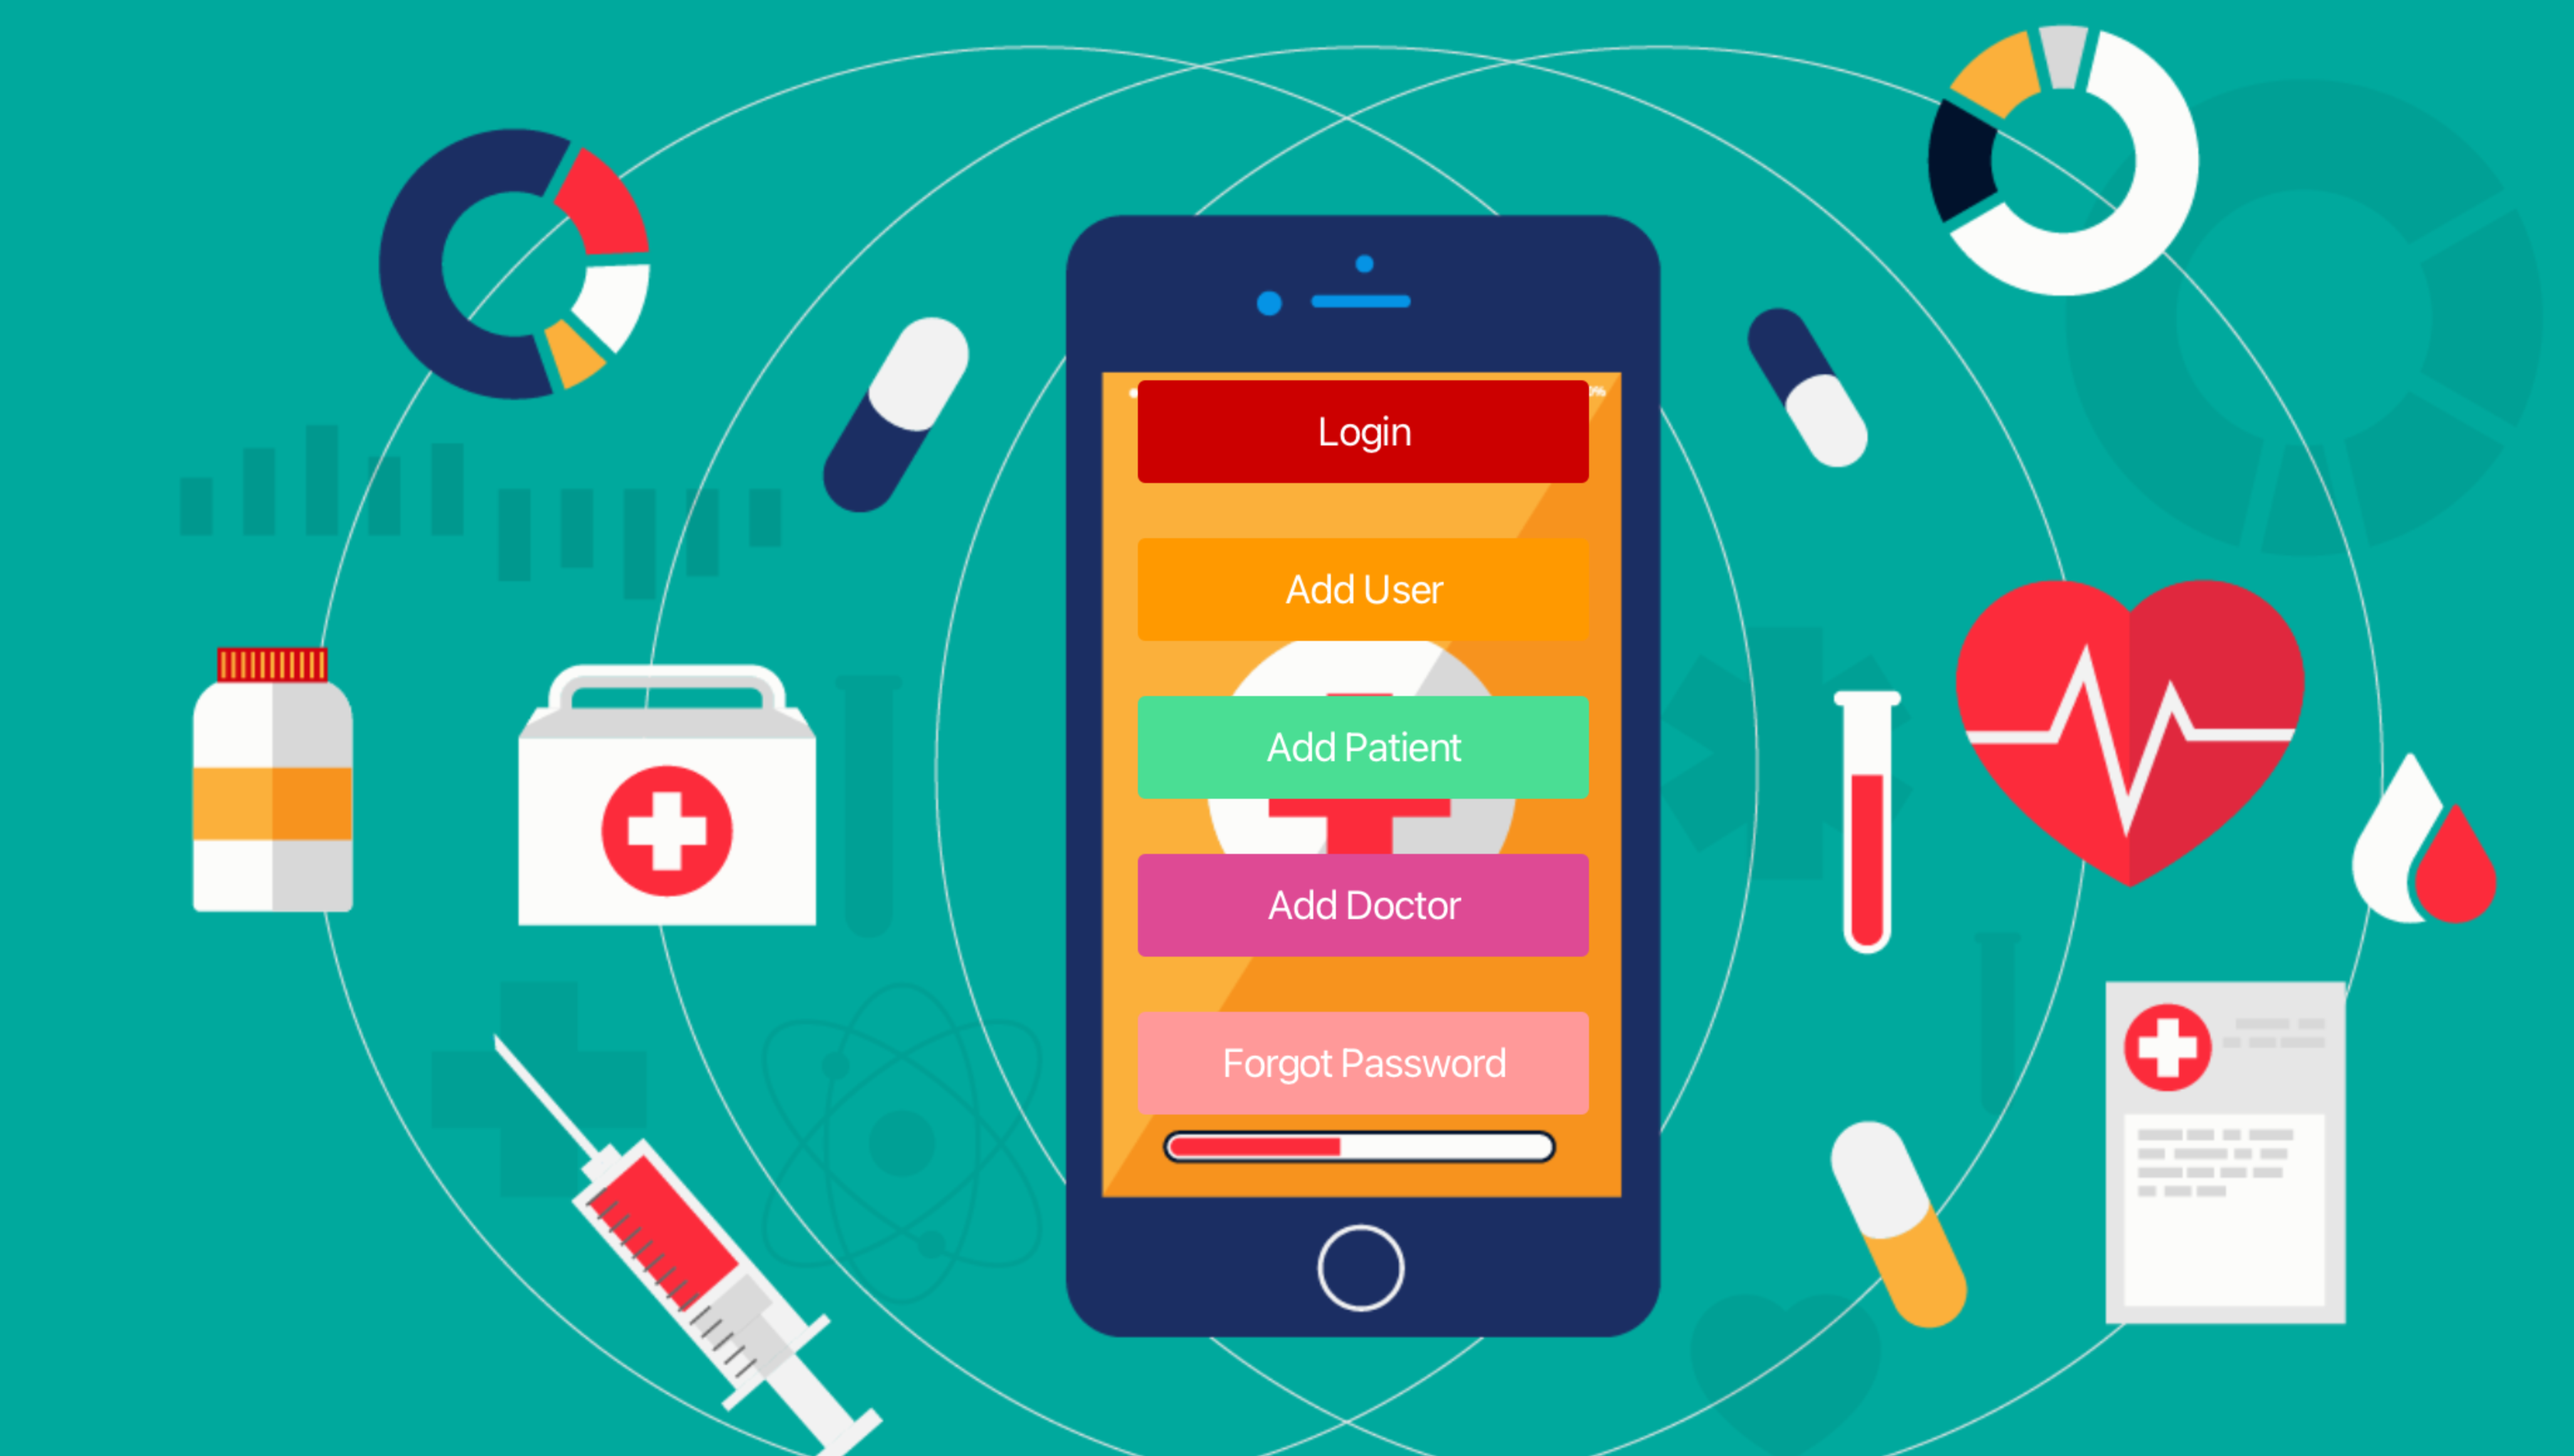 Login
Add User
Add Patient
Add Doctor
Forgot Password